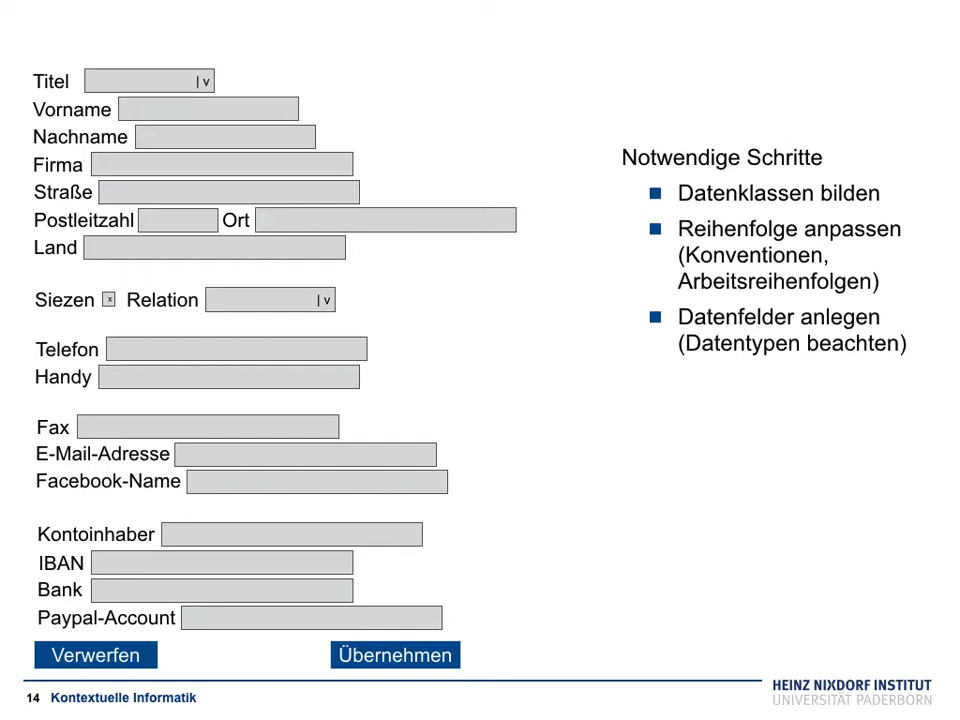 Titel | v
Vorname
Nachname
Firma
Straße
Postleitzahl Ort
Land
Siezen x Relation | v
Telefon
Handy
Fax
E-Mail-Adresse
Facebook-Name
Kontoinhaber
IBAN
Bank
Paypal-Account
Verwerfen Übernehmen
Notwendige Schritte
Datenklassen bilden
Reihenfolge anpassen
(Konventionen,
Arbeitsreihenfolgen)
Datenfelder anlegen
(Datentypen beachten)
14 Kontextuelle Informatik
HEINZ NIXDORF INSTITUT
UNIVERSITÄT PADERBORN